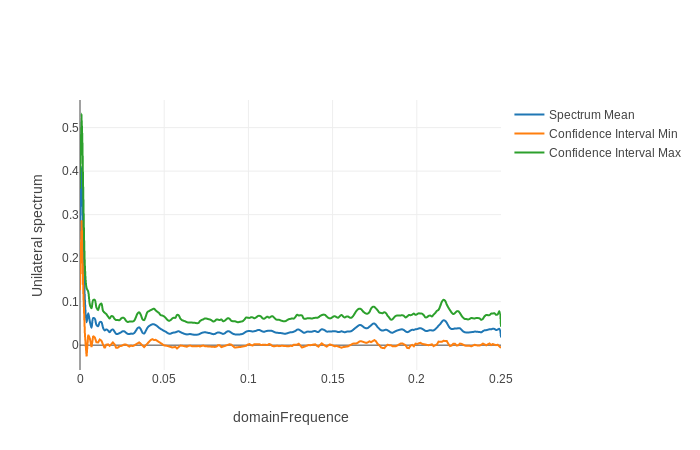 Unilateral spectrum
0.5
0.4
0.3
0.2
0.1
0
0
0.05
0.1
0.15
0.2
0.25
domainFrequence
Spectrum Mean
Confidence Interval Min
Confidence Interval Max